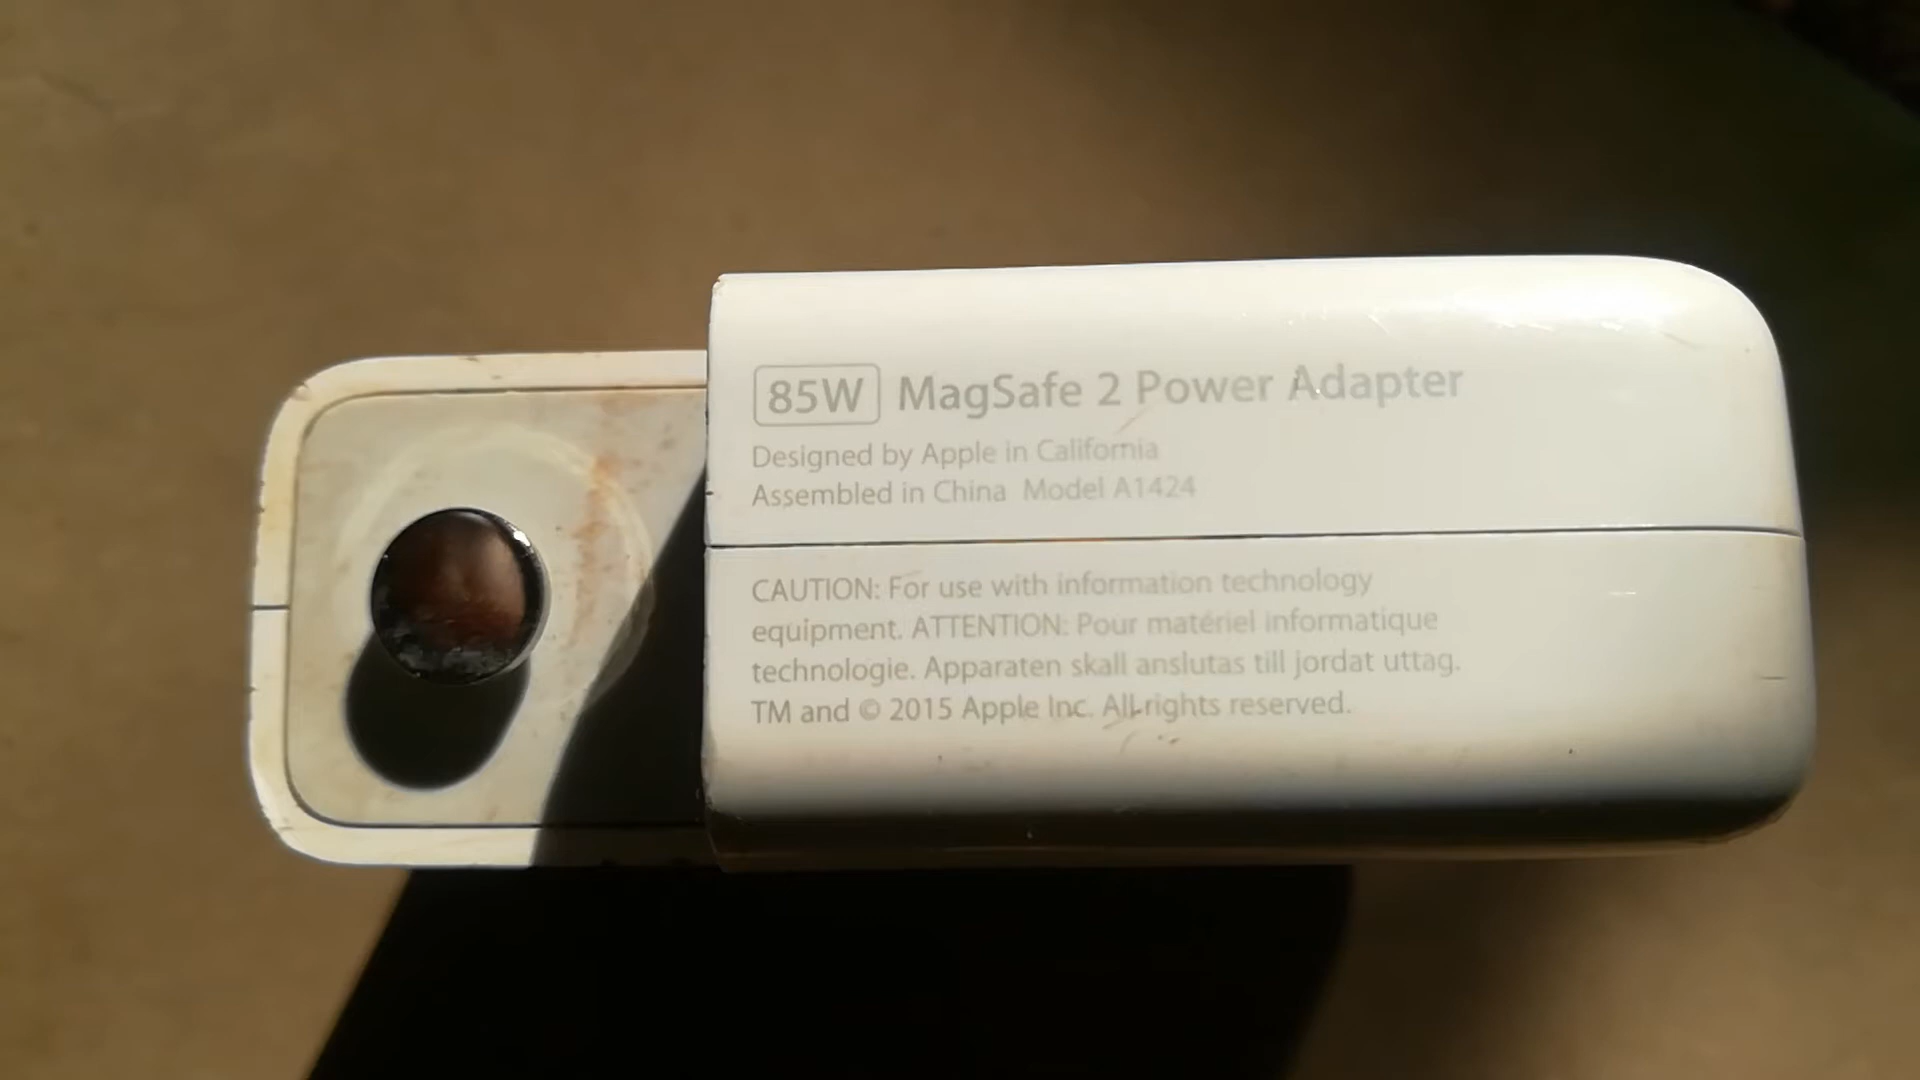 85W MagSafe 2 Power Adapter
Designed by Apple in California
Assembled in China Model A1424
CAUTION: For use with information technology
equipment. ATTENTION: Pour matériel informatique
technologie. Apparaten skall anslutas till jordat uttag.
TM and © 2015 Apple Inc. All rights reserved.